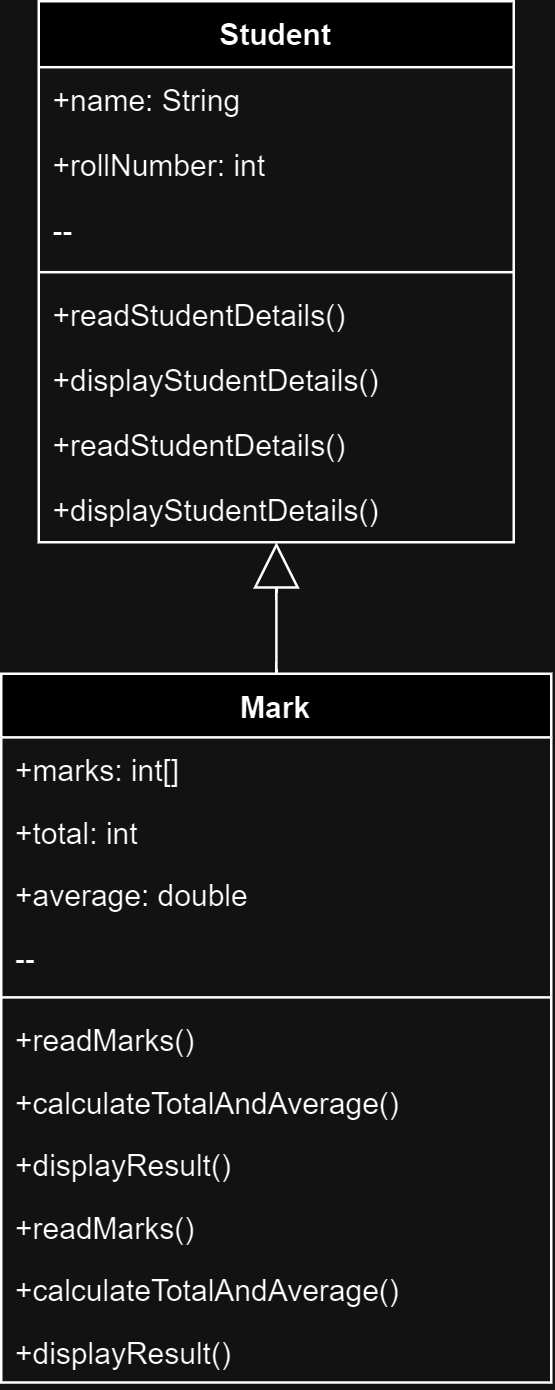 Student
+name: String
+rollNumber: int
--
+readStudentDetails()
+displayStudentDetails()
+readStudentDetails()
+displayStudentDetails()
Mark
+marks: int[]
+total: int
+average: double
--
+readMarks()
+calculateTotalAndAverage()
+displayResult()
+readMarks()
+calculateTotalAndAverage()
+displayResult()